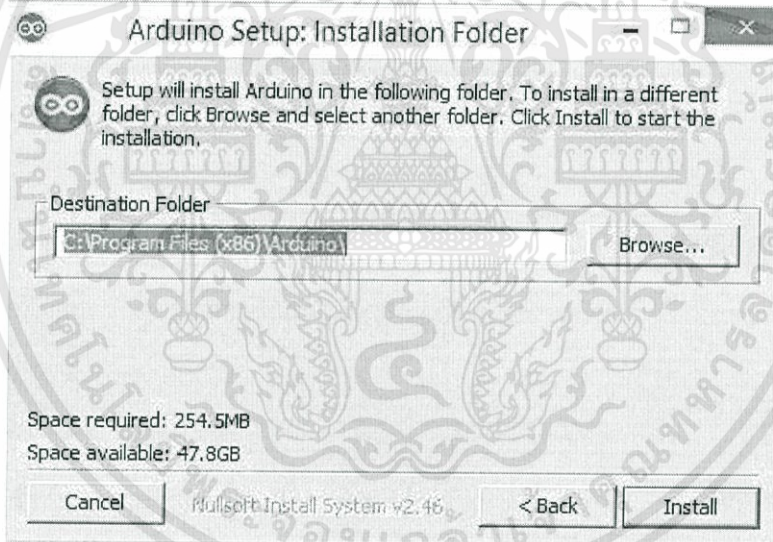 Arduino Setup: Installation Folder
Setup will install Arduino in the following folder. To install in a different
folder, click Browse and select another folder. Click Install to start the
installation.
Destination Folder
C:\Program Files (x86)\Arduino\
Browse...
Space required: 254.5MB
Space available: 47.8GB
Cancel
Nullsoft Install System v2.46
< Back
Install